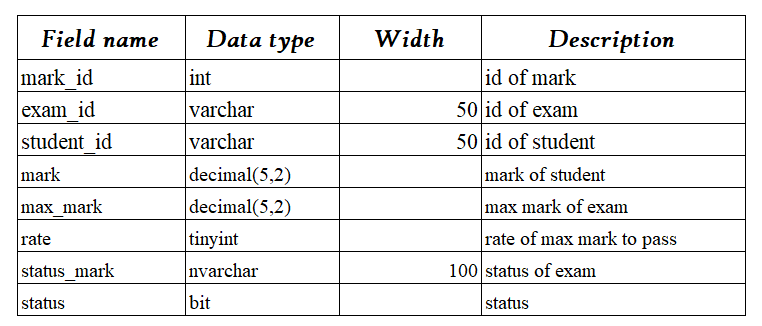 Field name Data type Width Description
mark_id int id of mark
exam_id varchar 50 id of exam
student_id varchar 50 id of student
mark decimal(5,2) mark of student
max_mark decimal(5,2) max mark of exam
rate tinyint rate of max mark to pass
status_mark nvarchar 100 status of exam
status bit status